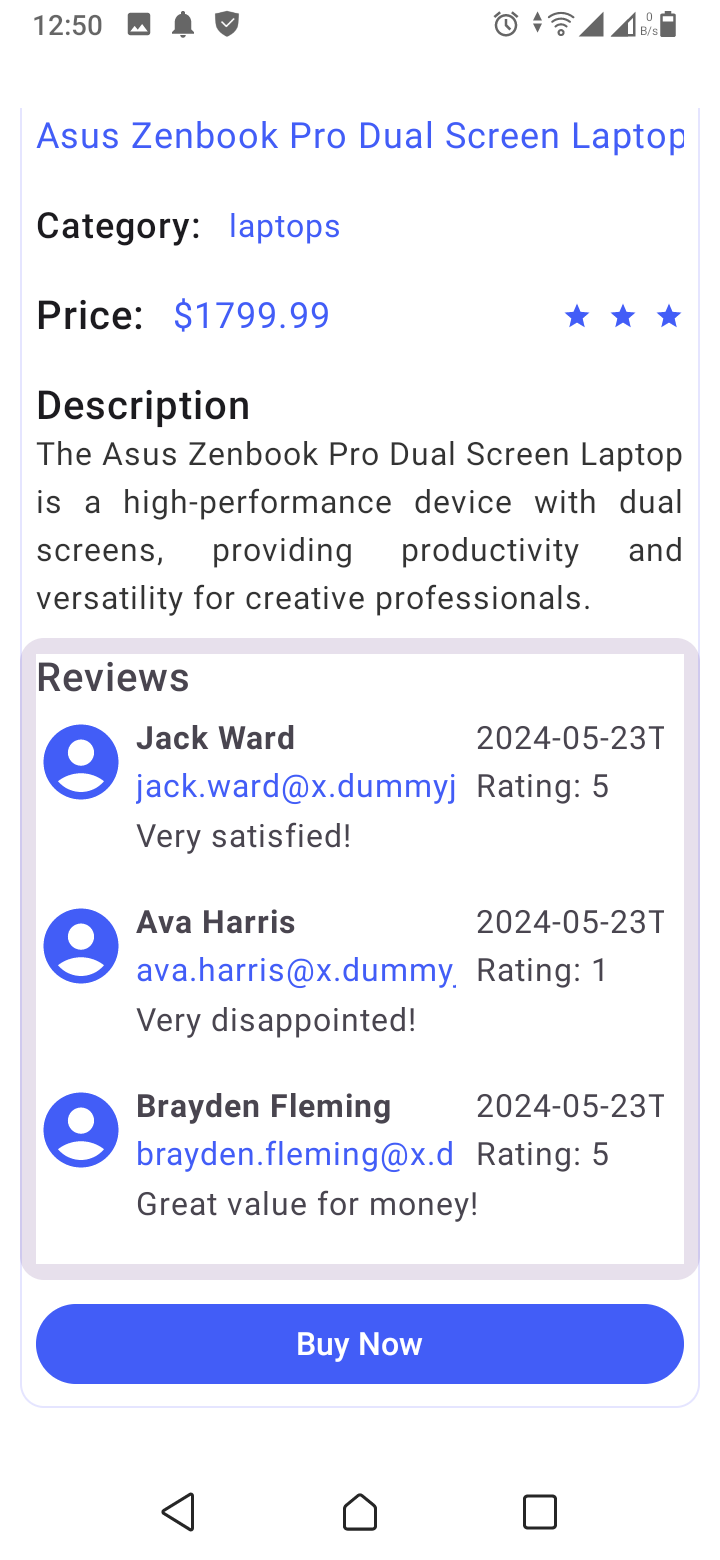 12:50
0
B/s
Asus Zenbook Pro Dual Screen Laptop
Category: laptops
Price: $1799.99
Description
The Asus Zenbook Pro Dual Screen Laptop
is a high-performance device with dual
screens, providing productivity and
versatility for creative professionals.
Reviews
Jack Ward 2024-05-23T
jack.ward@x.dummyj Rating: 5
Very satisfied!
Ava Harris 2024-05-23T
ava.harris@x.dummy Rating: 1
Very disappointed!
Brayden Fleming 2024-05-23T
brayden.fleming@x.d Rating: 5
Great value for money!
Buy Now